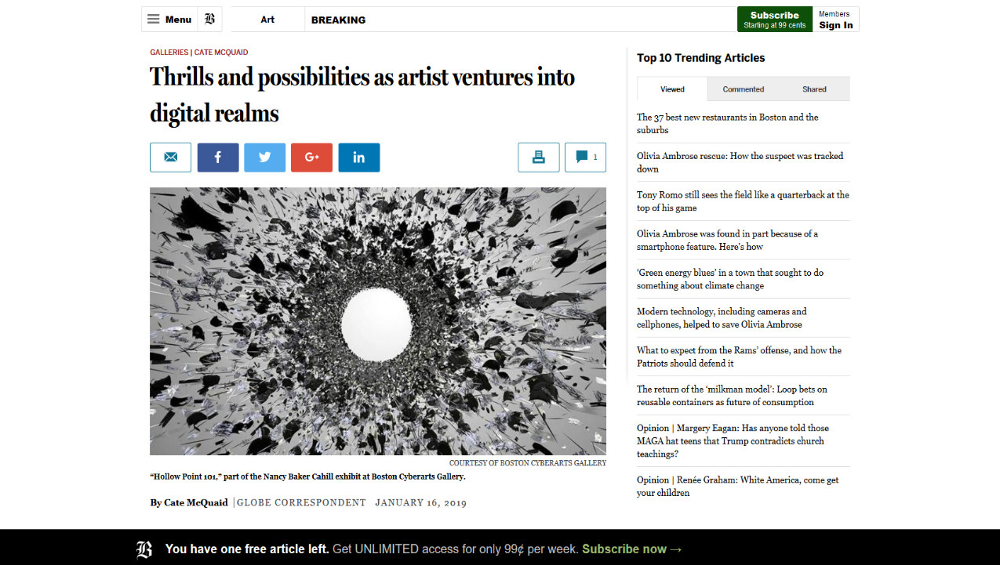 Menu
B
Art
BREAKING
Subscribe
Starting at 99 cents
Members
Sign In
GALLERIES | CATE MCQUAID
Thrills and possibilities as artist ventures into
digital realms
f
G+
in
1
COURTESY OF BOSTON CYBERARTS GALLERY
“Hollow Point 101,” part of the Nancy Baker Cahill exhibit at Boston Cyberarts Gallery.
By Cate McQuaid | GLOBE CORRESPONDENT JANUARY 16, 2019
Top 10 Trending Articles
Viewed
Commented
Shared
The 37 best new restaurants in Boston and the
suburbs
Olivia Ambrose rescue: How the suspect was tracked
down
Tony Romo still sees the field like a quarterback at the
top of his game
Olivia Ambrose was found in part because of a
smartphone feature. Here's how
‘Green energy blues’ in a town that sought to do
something about climate change
Modern technology, including cameras and
cellphones, helped to save Olivia Ambrose
What to expect from the Rams’ offense, and how the
Patriots should defend it
The return of the ‘milkman model’: Loop bets on
reusable containers as future of consumption
Opinion | Margery Eagan: Has anyone told those
MAGA hat teens that Trump contradicts church
teachings?
Opinion | Renée Graham: White America, come get
your children
B
You have one free article left. Get UNLIMITED access for only 99¢ per week. Subscribe now →